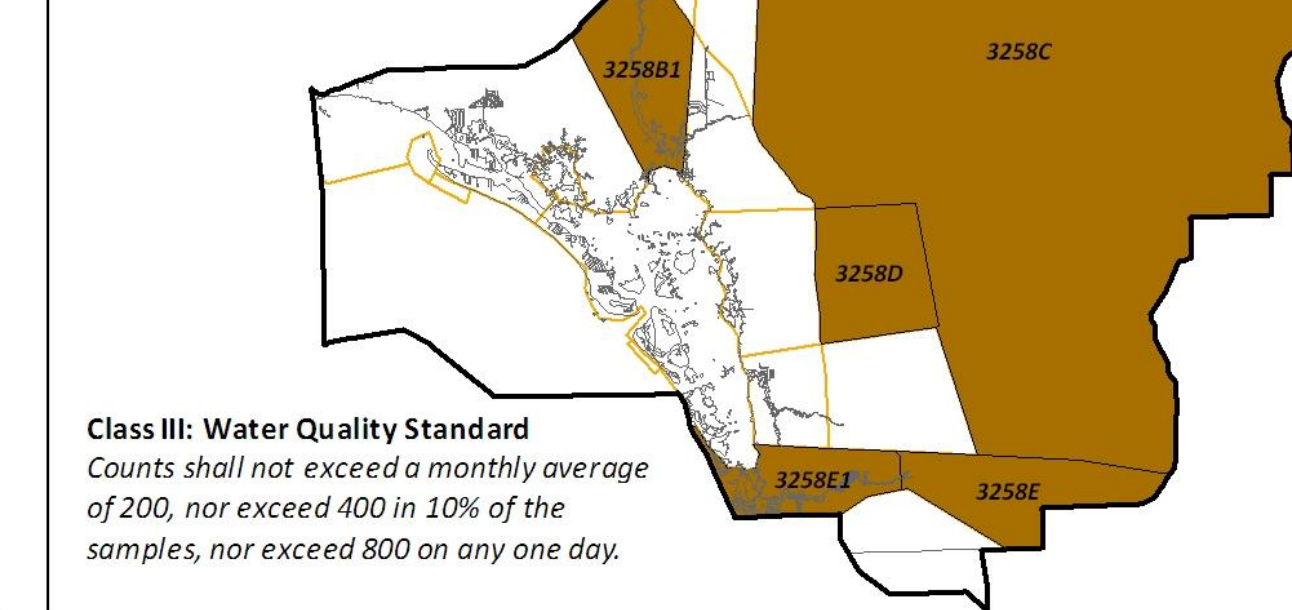 3258C
3258B1
3258D
Class III: Water Quality Standard
Counts shall not exceed a monthly average
of 200, nor exceed 400 in 10% of the
samples, nor exceed 800 on any one day.
3258E1
3258E